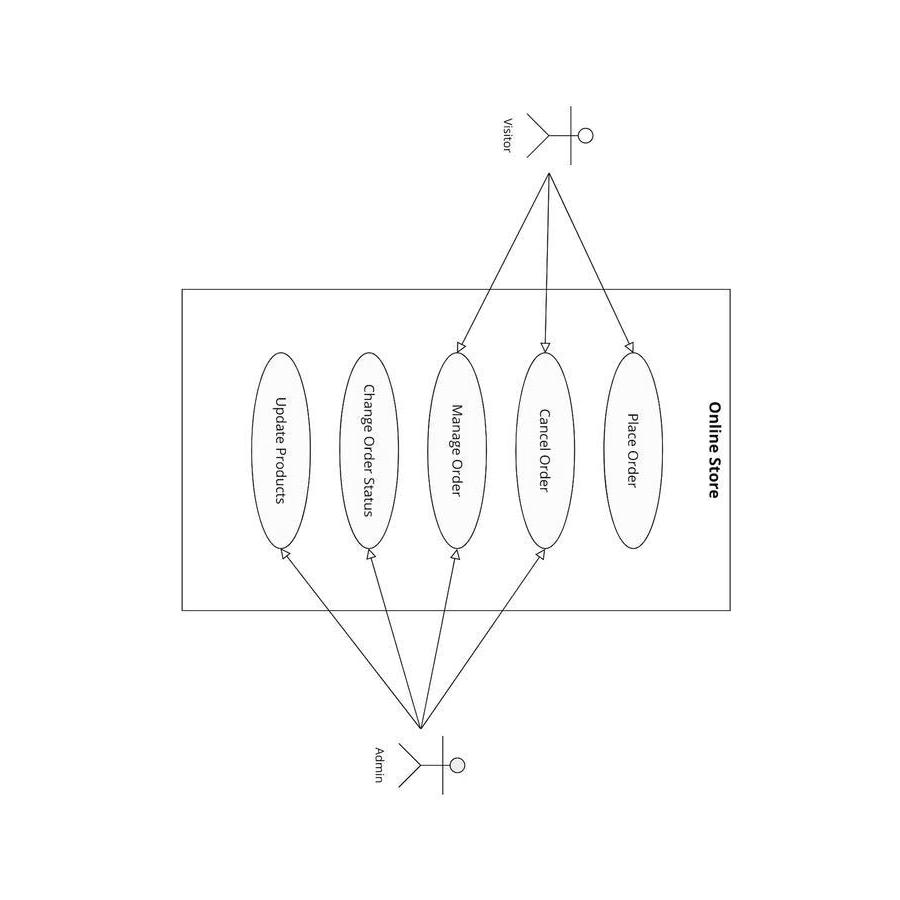 Online Store
Visitor
Place Order
Cancel Order
Manage Order
Change Order Status
Update Products
Admin